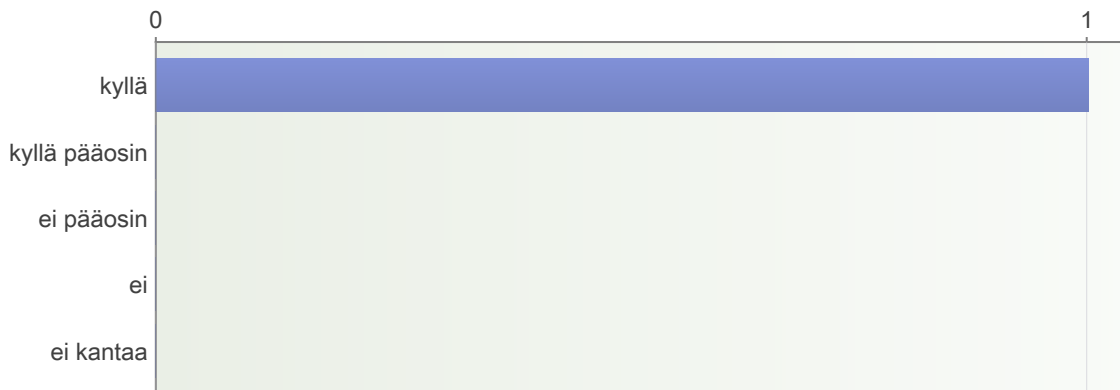 0 1
kyllä
kyllä pääosin
ei pääosin
ei
ei kantaa